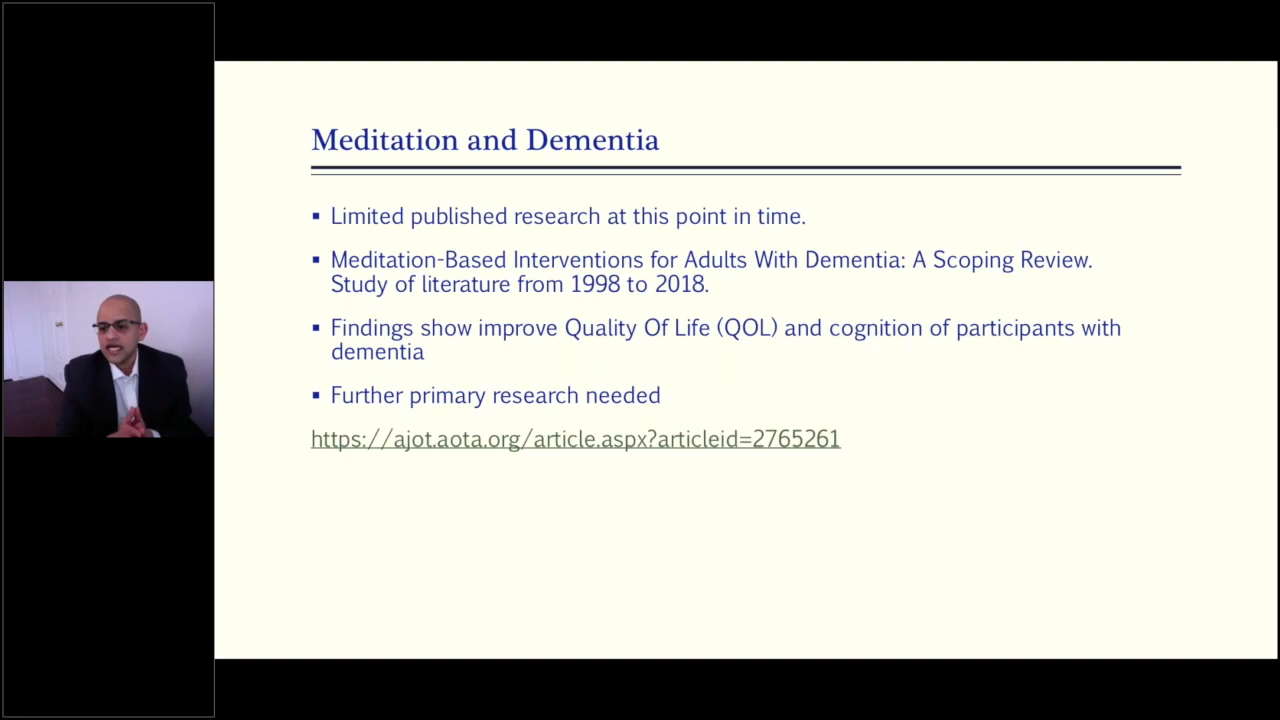 Meditation and Dementia
▪ Limited published research at this point in time.
▪ Meditation-Based Interventions for Adults With Dementia: A Scoping Review.
Study of literature from 1998 to 2018.
▪ Findings show improve Quality Of Life (QOL) and cognition of participants with
dementia
▪ Further primary research needed
https://ajot.aota.org/article.aspx?articleid=2765261